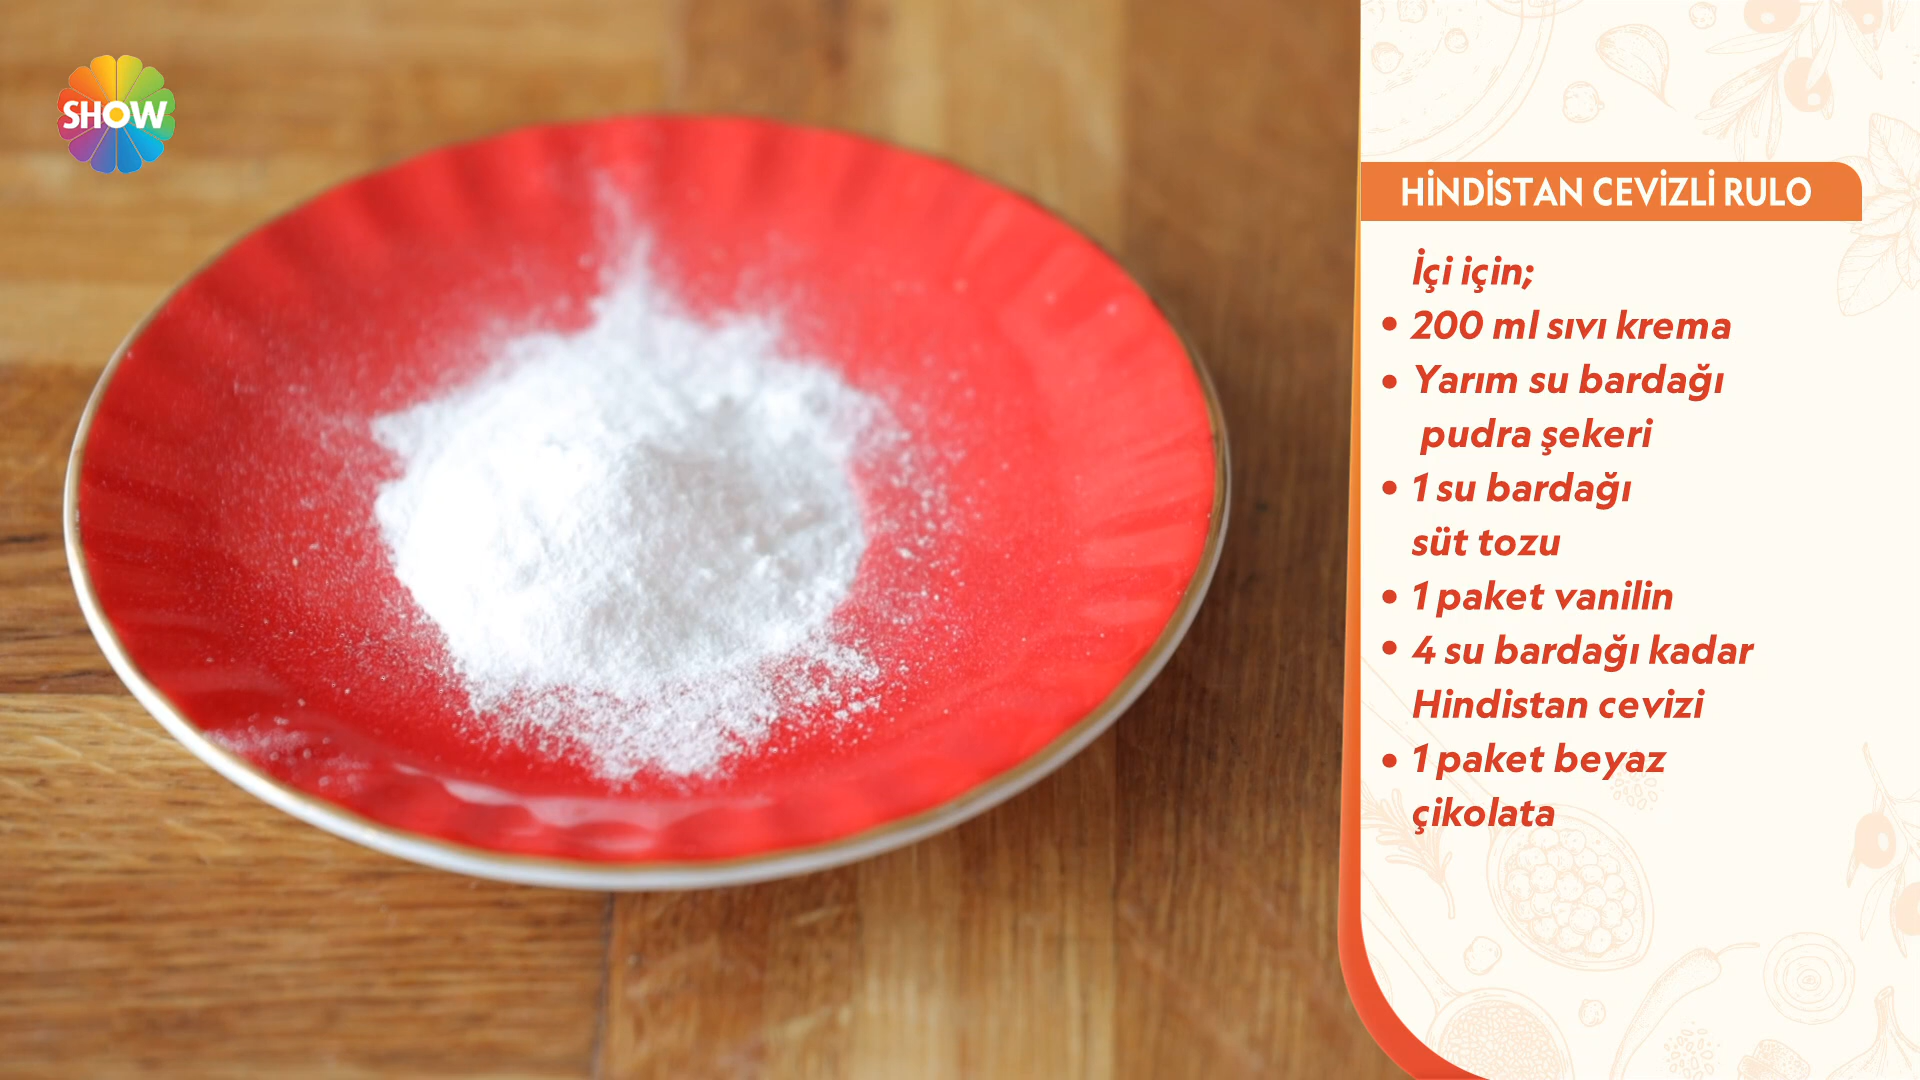 SHOW
HİNDİSTAN CEVİZLİ RULO
İçi için;
• 200 ml sıvı krema
• Yarım su bardağı
pudra şekeri
• 1 su bardağı
süt tozu
• 1 paket vanilin
• 4 su bardağı kadar
Hindistan cevizi
• 1 paket beyaz
çikolata